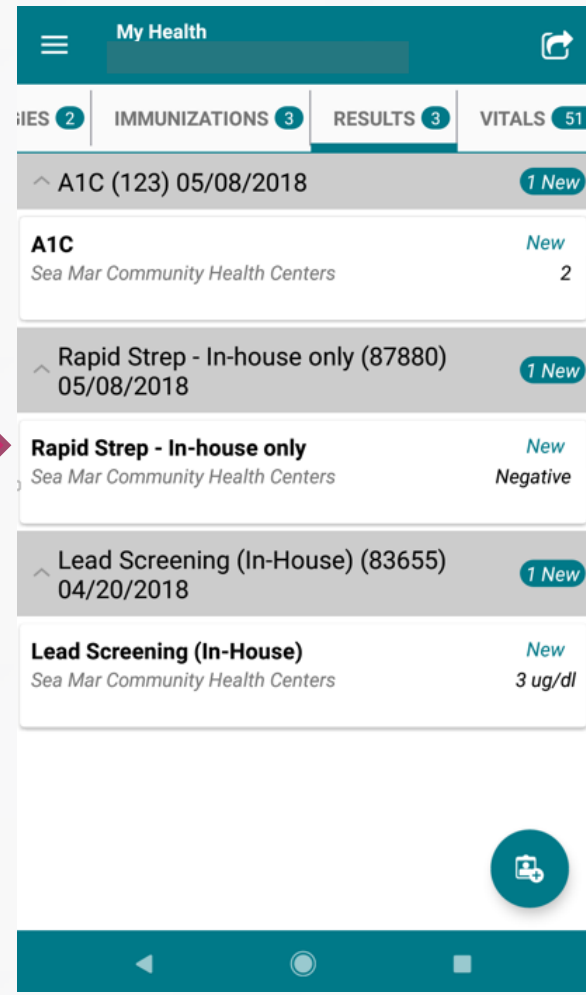 My Health
IES 2 IMMUNIZATIONS 3 RESULTS 3 VITALS 51
A1C (123) 05/08/2018 1 New
A1C New
Sea Mar Community Health Centers 2
Rapid Strep - In-house only (87880) 1 New
05/08/2018
Rapid Strep - In-house only New
Sea Mar Community Health Centers Negative
Lead Screening (In-House) (83655) 1 New
04/20/2018
Lead Screening (In-House) New
Sea Mar Community Health Centers 3 ug/dl